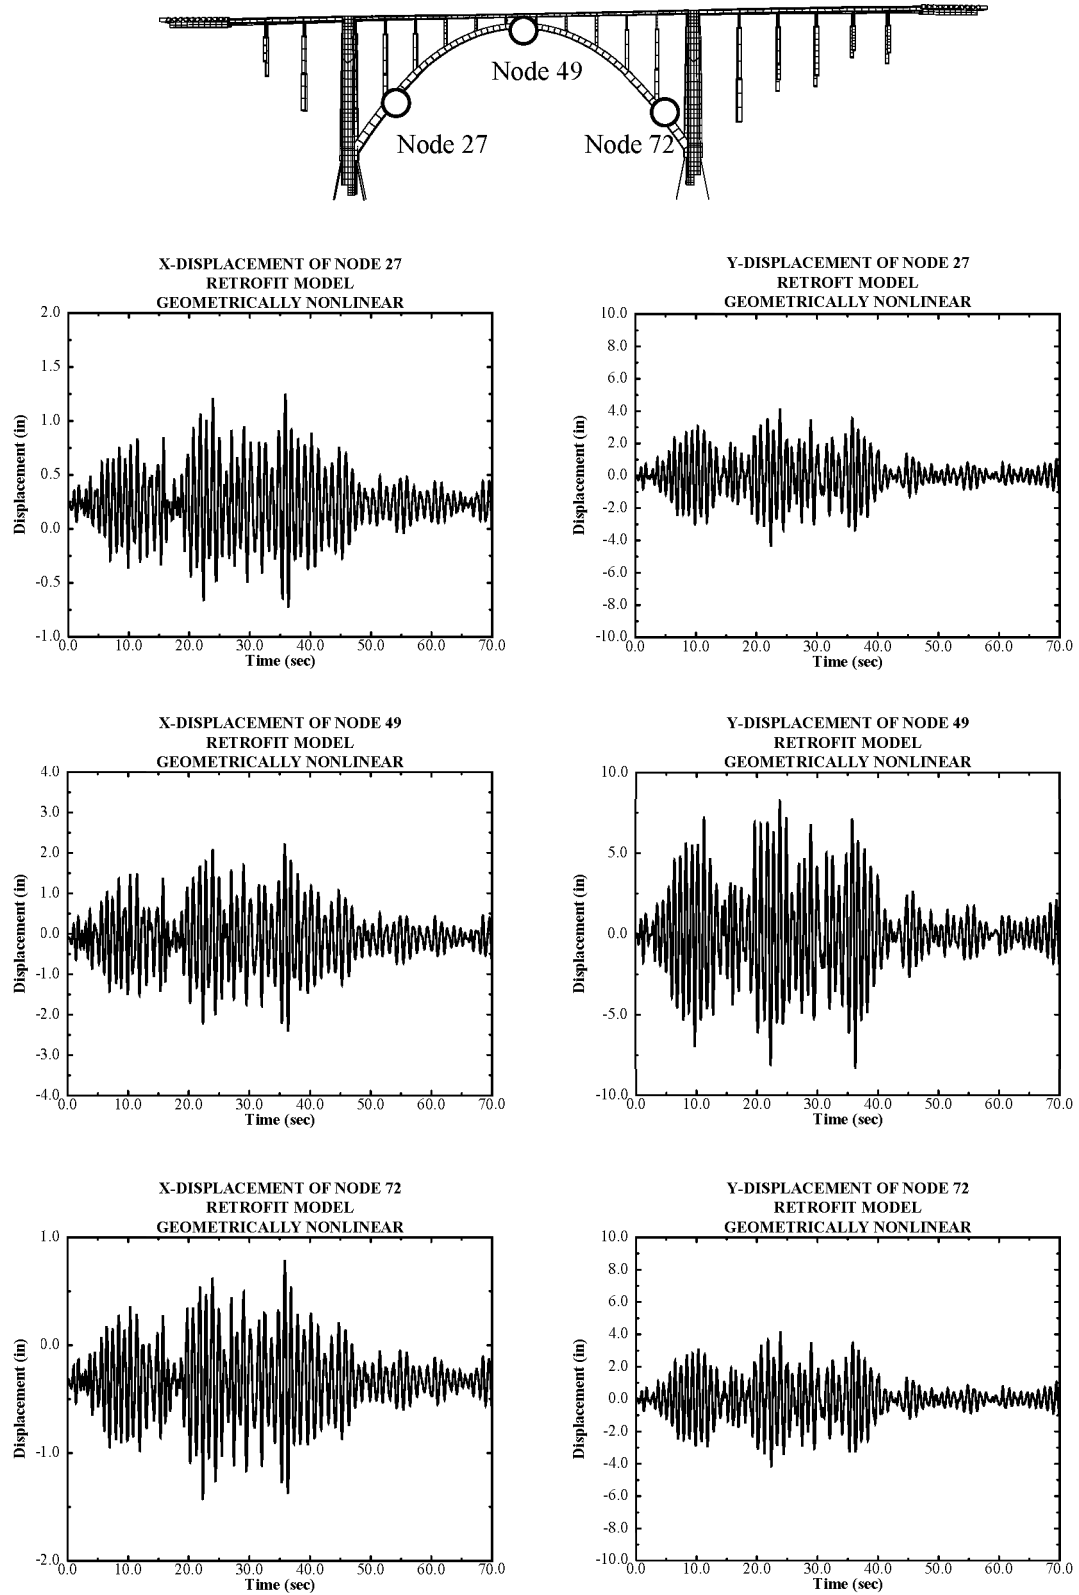 Node 49
Node 27
Node 72
X-DISPLACEMENT OF NODE 27
RETROFIT MODEL
GEOMETRICALLY NONLINEAR
2.0
1.5
1.0
0.5
0.0
-0.5
-1.0
Displacement (in)
0.0 10.0 20.0 30.0 40.0 50.0 60.0 70.0
Time (sec)
Y-DISPLACEMENT OF NODE 27
RETROFT MODEL
GEOMETRICALLY NONLINEAR
10.0
8.0
6.0
4.0
2.0
0.0
-2.0
-4.0
-6.0
-8.0
-10.0
Displacement (in)
0.0 10.0 20.0 30.0 40.0 50.0 60.0 70.0
Time (sec)
X-DISPLACEMENT OF NODE 49
RETROFIT MODEL
GEOMETRICALLY NONLINEAR
4.0
3.0
2.0
1.0
0.0
-1.0
-2.0
-3.0
-4.0
Displacement (in)
0.0 10.0 20.0 30.0 40.0 50.0 60.0 70.0
Time (sec)
Y-DISPLACEMENT OF NODE 49
RETROFIT MODEL
GEOMETRICALLY NONLINEAR
10.0
5.0
0.0
-5.0
-10.0
Displacement (in)
0.0 10.0 20.0 30.0 40.0 50.0 60.0 70.0
Time (sec)
X-DISPLACEMENT OF NODE 72
RETROFIT MODEL
GEOMETRICALLY NONLINEAR
1.0
0.0
-1.0
-2.0
Displacement (in)
0.0 10.0 20.0 30.0 40.0 50.0 60.0 70.0
Time (sec)
Y-DISPLACEMENT OF NODE 72
RETROFIT MODEL
GEOMETRICALLY NONLINEAR
10.0
8.0
6.0
4.0
2.0
0.0
-2.0
-4.0
-6.0
-8.0
-10.0
Displacement (in)
0.0 10.0 20.0 30.0 40.0 50.0 60.0 70.0
Time (sec)